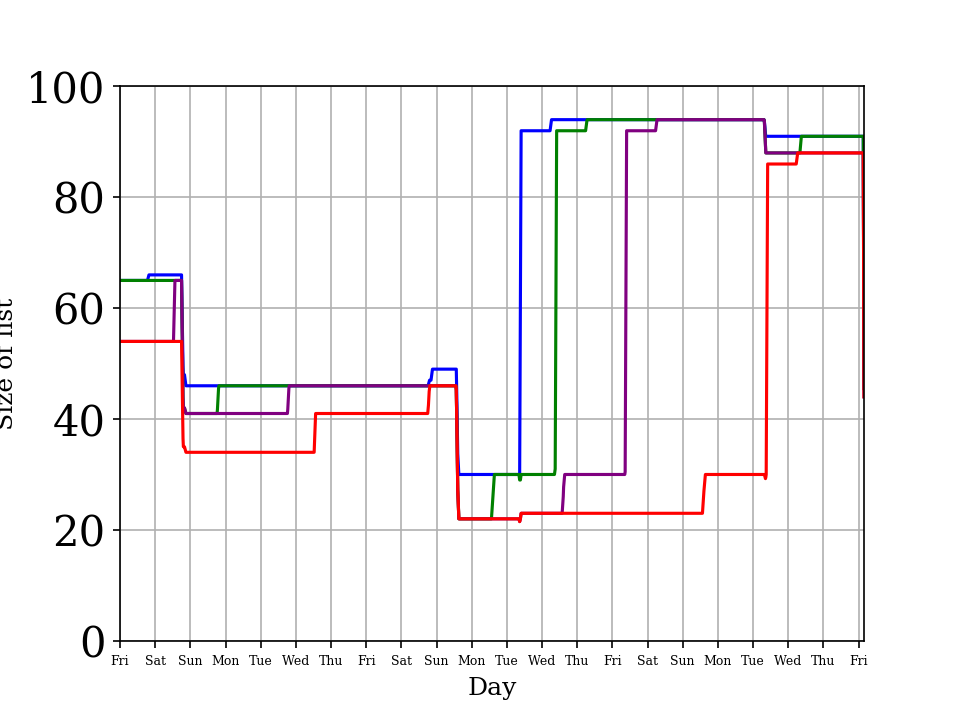 100
80
60
40
20
0
Size of list
Fri Sat Sun Mon Tue Wed Thu Fri Sat Sun Mon Tue Wed Thu Fri Sat Sun Mon Tue Wed Thu Fri
Day